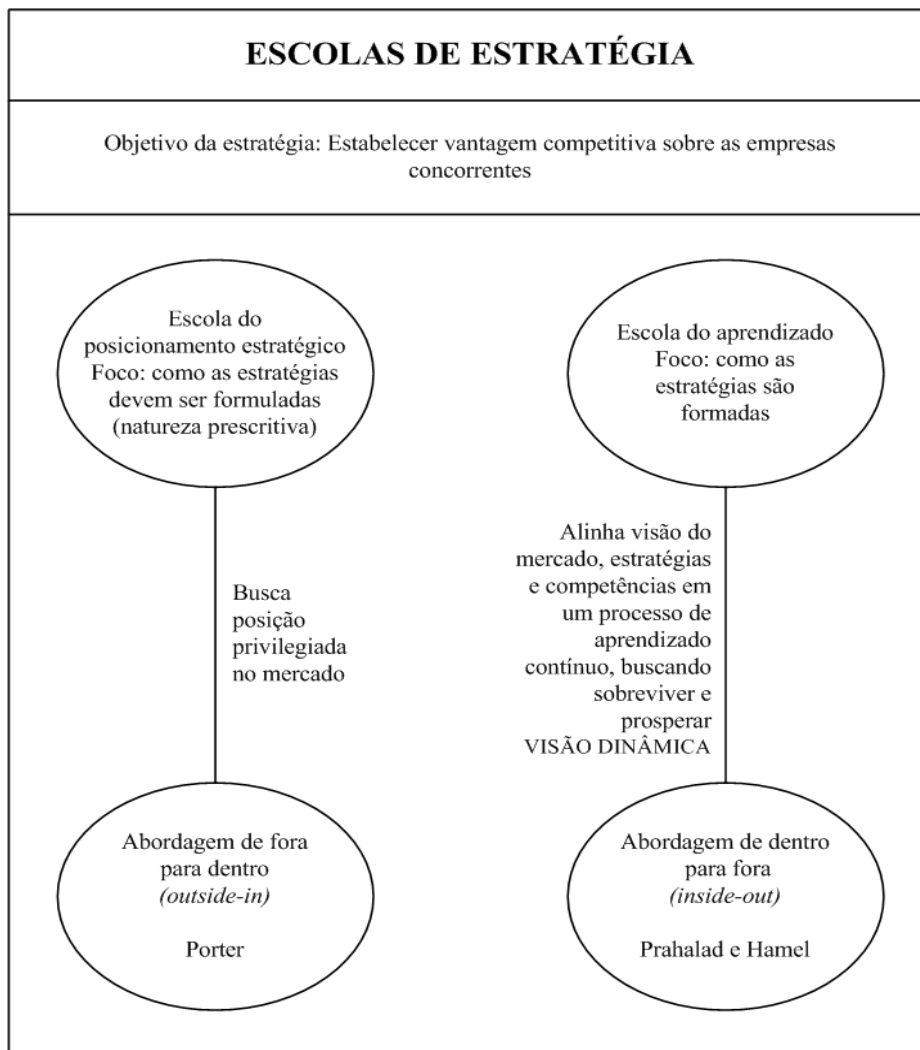 ESCOLAS DE ESTRATÉGIA
Objetivo da estratégia: Estabelecer vantagem competitiva sobre as empresas
concorrentes
Escola do
posicionamento estratégico
Foco: como as estratégias
devem ser formuladas
(natureza prescritiva)
Escola do aprendizado
Foco: como as
estratégias são
formadas
Busca
posição
privilegiada
no mercado
Alinha visão do
mercado, estratégias
e competências em
um processo de
aprendizado
contínuo, buscando
sobreviver e
prosperar
VISÃO DINÂMICA
Abordagem de fora
para dentro
(outside-in)
Porter
Abordagem de dentro
para fora
(inside-out)
Prahalad e Hamel